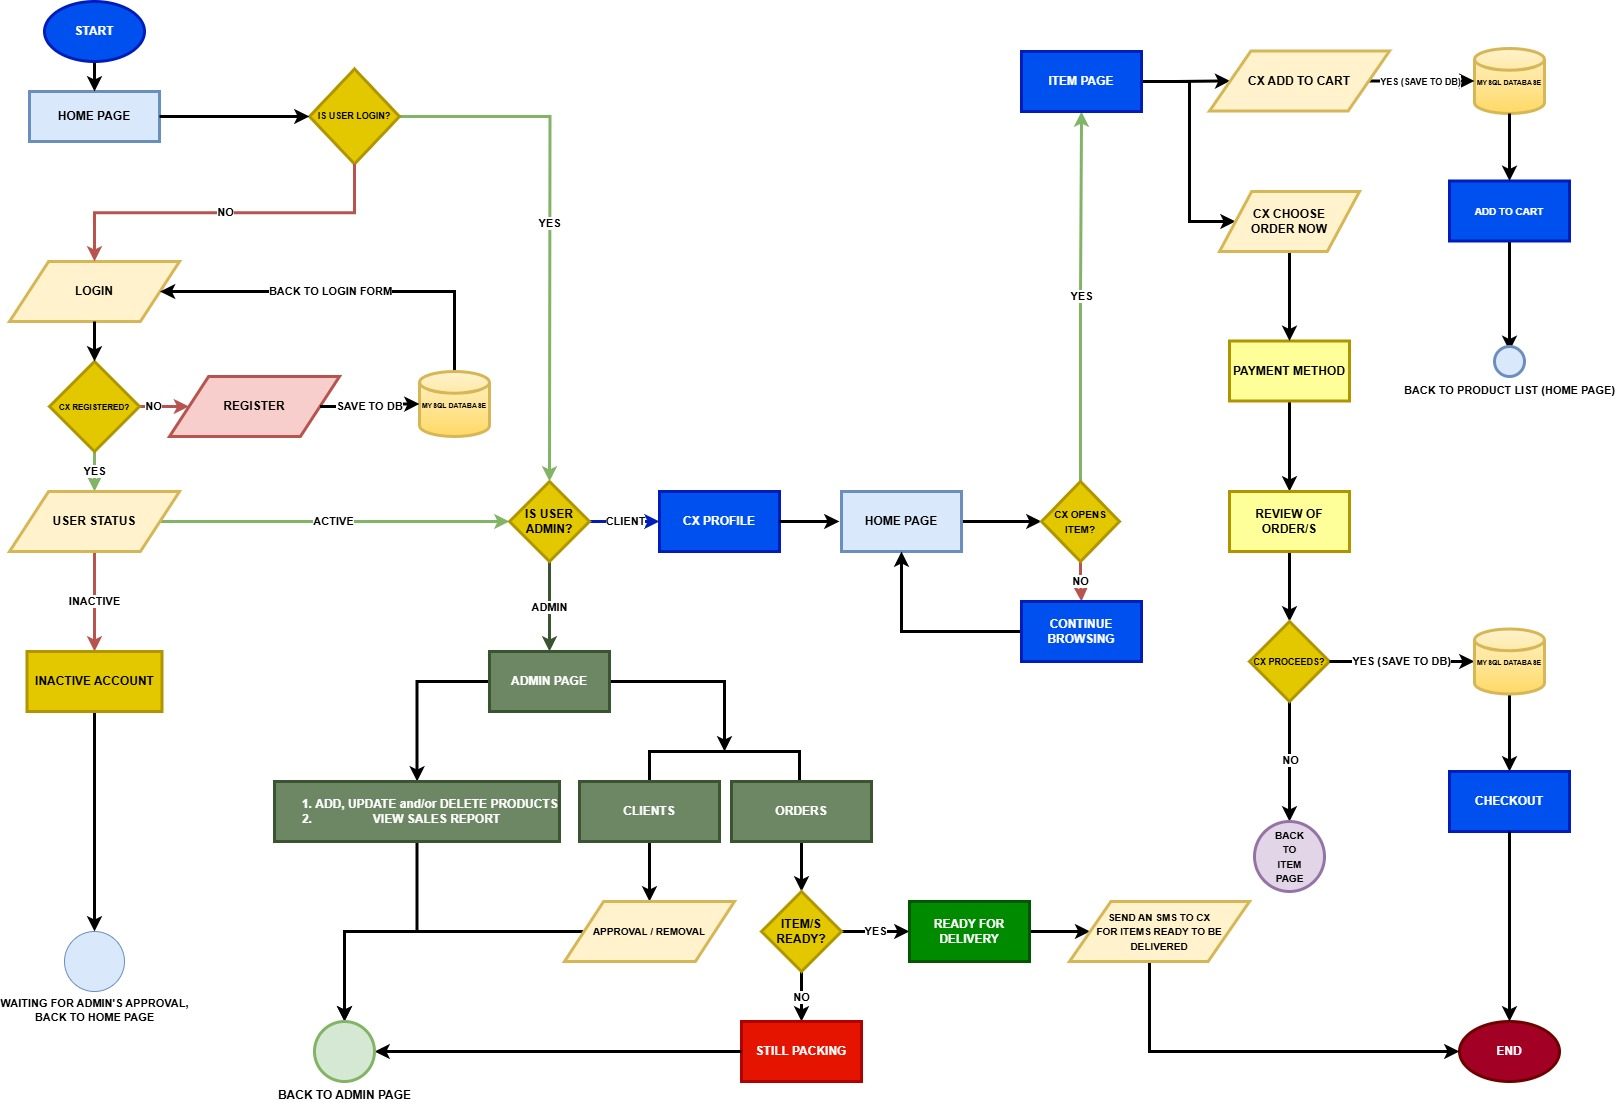 START
HOME PAGE
IS USER LOGIN?
ITEM PAGE
CX ADD TO CART
YES (SAVE TO DB)
MYSQL DATABASE
NO
YES
CX CHOOSE
ORDER NOW
ADD TO CART
LOGIN
BACK TO LOGIN FORM
YES
PAYMENT METHOD
BACK TO PRODUCT LIST (HOME PAGE)
CX REGISTERED?
NO
REGISTER
SAVE TO DB
MYSQL DATABASE
YES
USER STATUS
ACTIVE
IS USER
ADMIN?
CLIENT
CX PROFILE
HOME PAGE
CX OPENS
ITEM?
REVIEW OF
ORDER/S
NO
INACTIVE
ADMIN
CONTINUE
BROWSING
INACTIVE ACCOUNT
ADMIN PAGE
CX PROCEEDS?
YES (SAVE TO DB)
MYSQL DATABASE
NO
1. ADD, UPDATE and/or DELETE PRODUCTS
2. VIEW SALES REPORT
CLIENTS
ORDERS
CHECKOUT
BACK
TO
ITEM
PAGE
APPROVAL / REMOVAL
ITEM/S
READY?
YES
READY FOR
DELIVERY
SEND AN SMS TO CX
FOR ITEMS READY TO BE
DELIVERED
WAITING FOR ADMIN'S APPROVAL,
BACK TO HOME PAGE
NO
STILL PACKING
END
BACK TO ADMIN PAGE